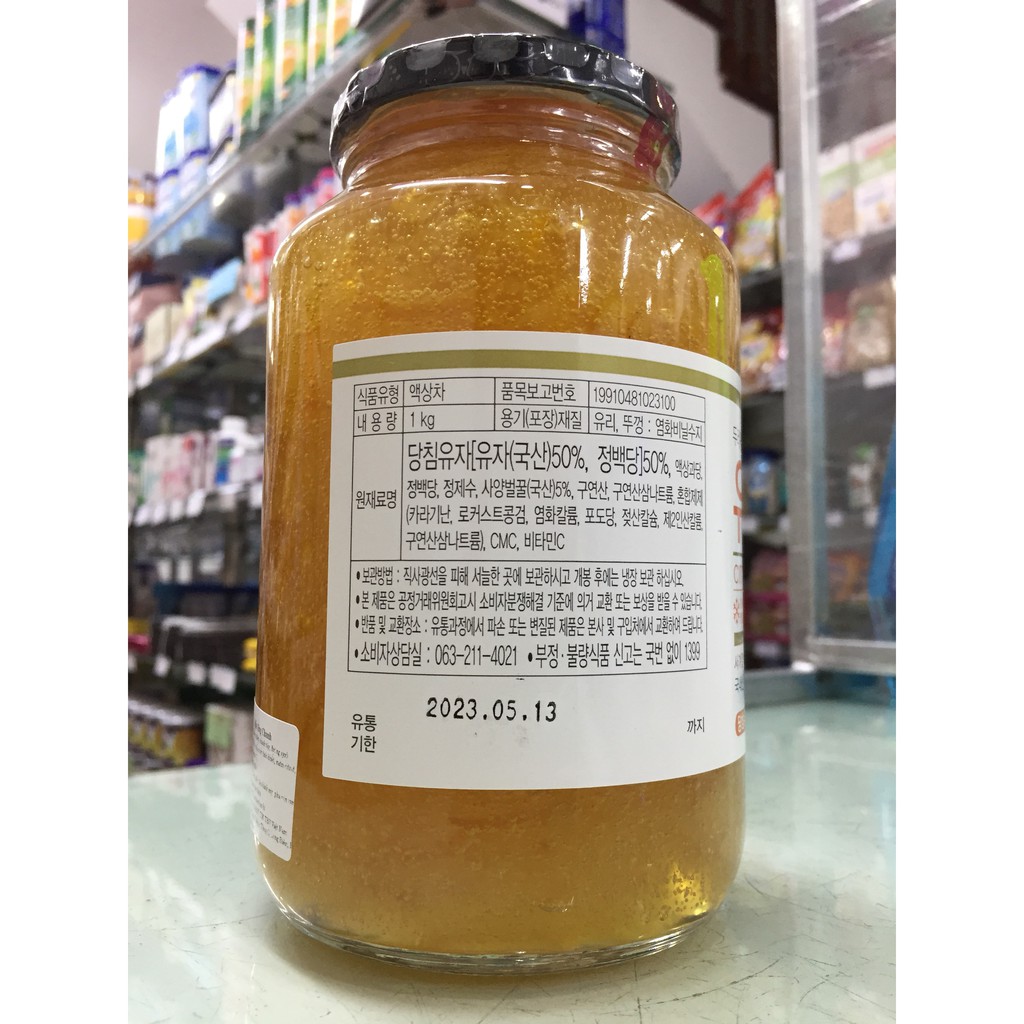 식품유형 액상차 품목보고번호 19910481023100
내 용 량 1 kg 용기(포장)재질 유리, 뚜껑 : 염화비닐수지
원재료명 당침유자[유자(국산)50%, 정백당]50%, 액상과당,
정백당, 정제수, 사양벌꿀(국산)5%, 구연산, 구연산삼나트륨, 혼합제제
(카라기난, 로커스트콩검, 염화칼륨, 포도당, 젖산칼슘, 제2인산칼륨,
구연산삼나트륨), CMC, 비타민C
• 보관방법 : 직사광선을 피해 서늘한 곳에 보관하시고 개봉 후에는 냉장 보관 하십시오.
• 본 제품은 공정거래위원회고시 소비자분쟁해결 기준에 의거 교환 또는 보상을 받을 수 있습니다.
• 반품 및 교환장소 : 유통과정에서 파손 또는 변질된 제품은 본사 및 구입처에서 교환하여 드립니다.
• 소비자상담실 : 063-211-4021 • 부정·불량식품 신고는 국번 없이 1399
2023.05.13
유통 까지
기한